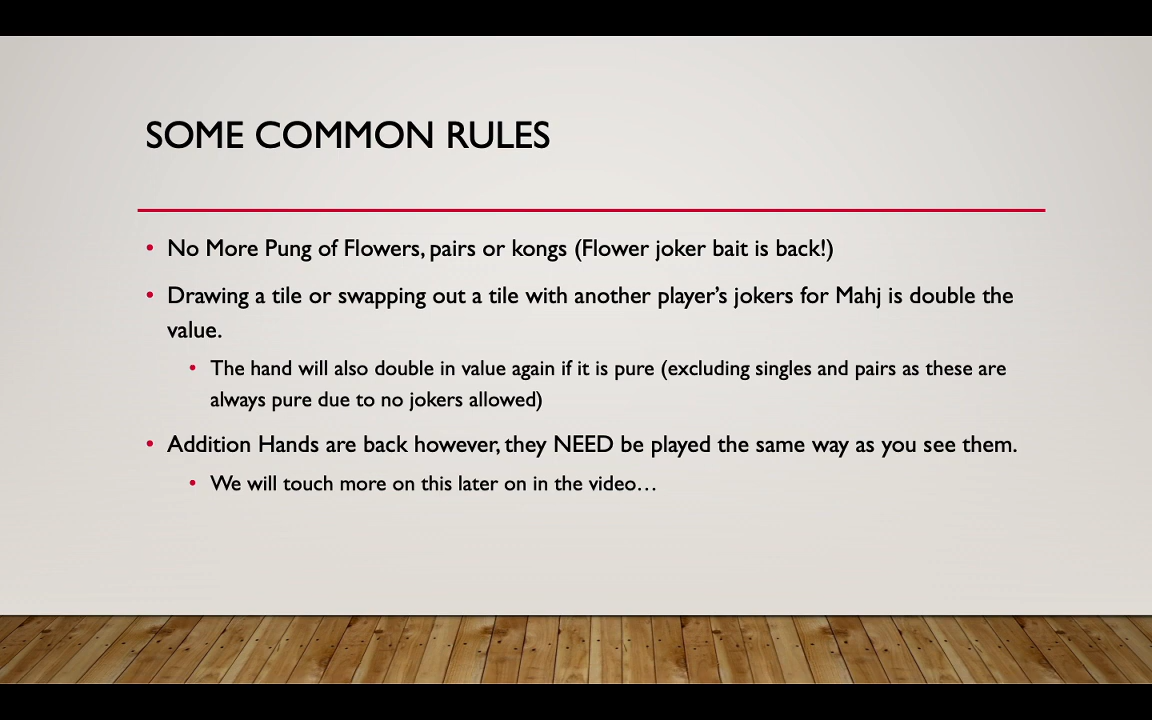 SOME COMMON RULES
• No More Pung of Flowers, pairs or kongs (Flower joker bait is back!)
• Drawing a tile or swapping out a tile with another player's jokers for Mahj is double the
value.
• The hand will also double in value again if it is pure (excluding singles and pairs as these are
always pure due to no jokers allowed)
• Addition Hands are back however, they NEED be played the same way as you see them.
• We will touch more on this later on in the video…